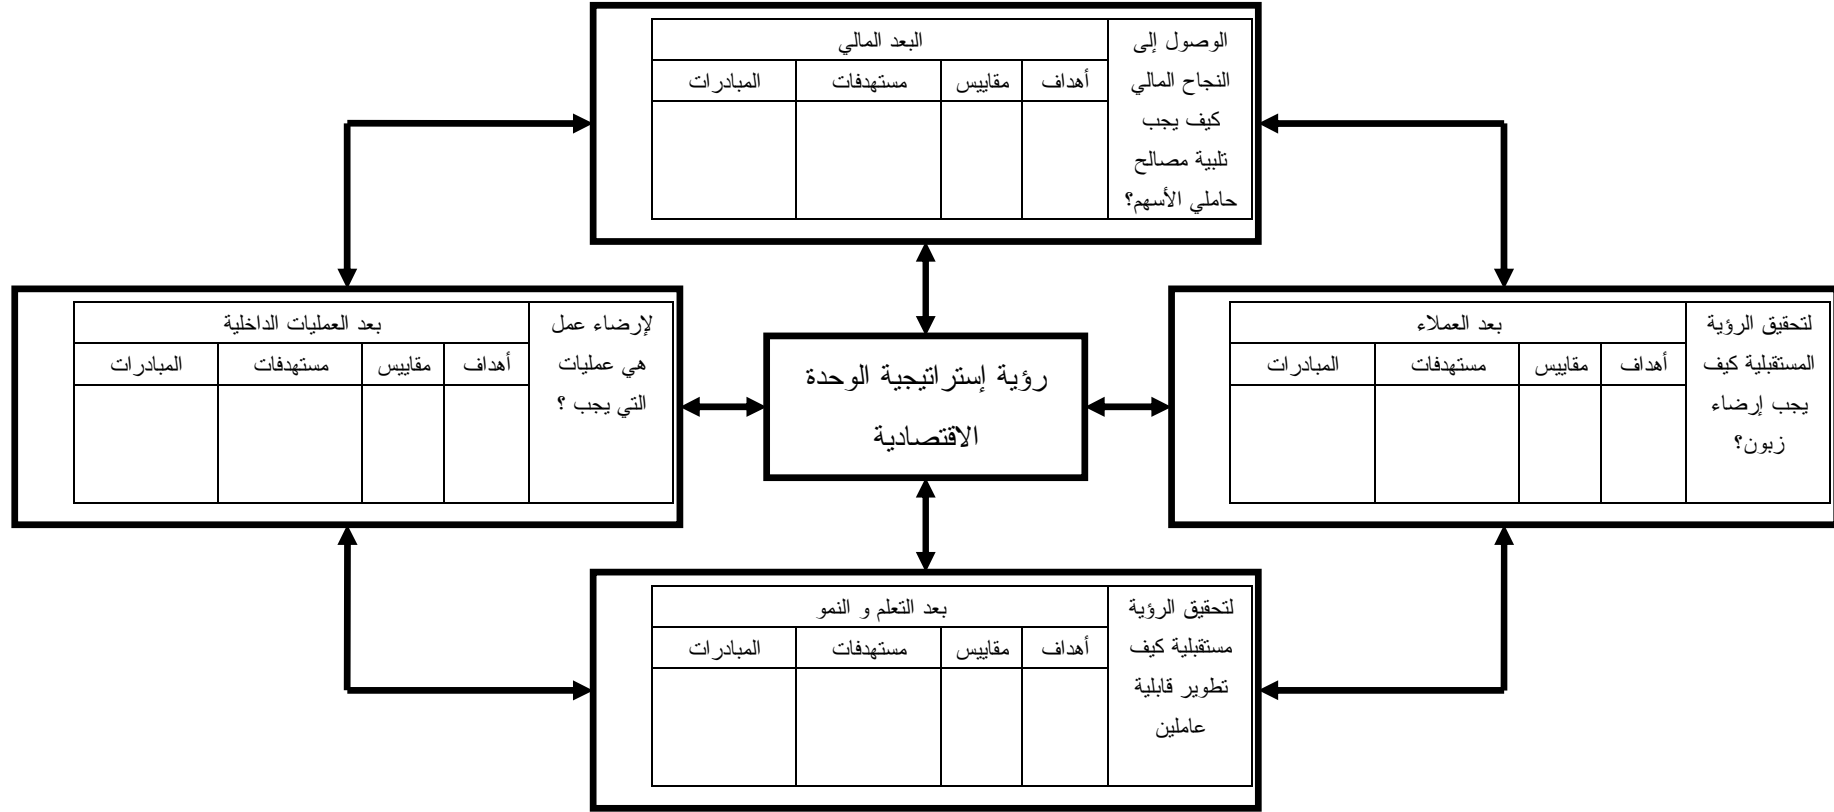 الوصول إلى
النجاح المالي
كيف يجب
تلبية مصالح
حاملي الأسهم؟
البعد المالي
أهداف مقاييس مستهدفات المبادرات
لتحقيق الرؤية
المستقبلية كيف
يجب إرضاء
زبون؟
بعد العملاء
أهداف مقاييس مستهدفات المبادرات
رؤية إستراتيجية الوحدة
الاقتصادية
لإرضاء عمل
هي عمليات
التي يجب ؟
بعد العمليات الداخلية
أهداف مقاييس مستهدفات المبادرات
لتحقيق الرؤية
مستقبلية كيف
تطوير قابلية
عاملين
بعد التعلم و النمو
أهداف مقاييس مستهدفات المبادرات